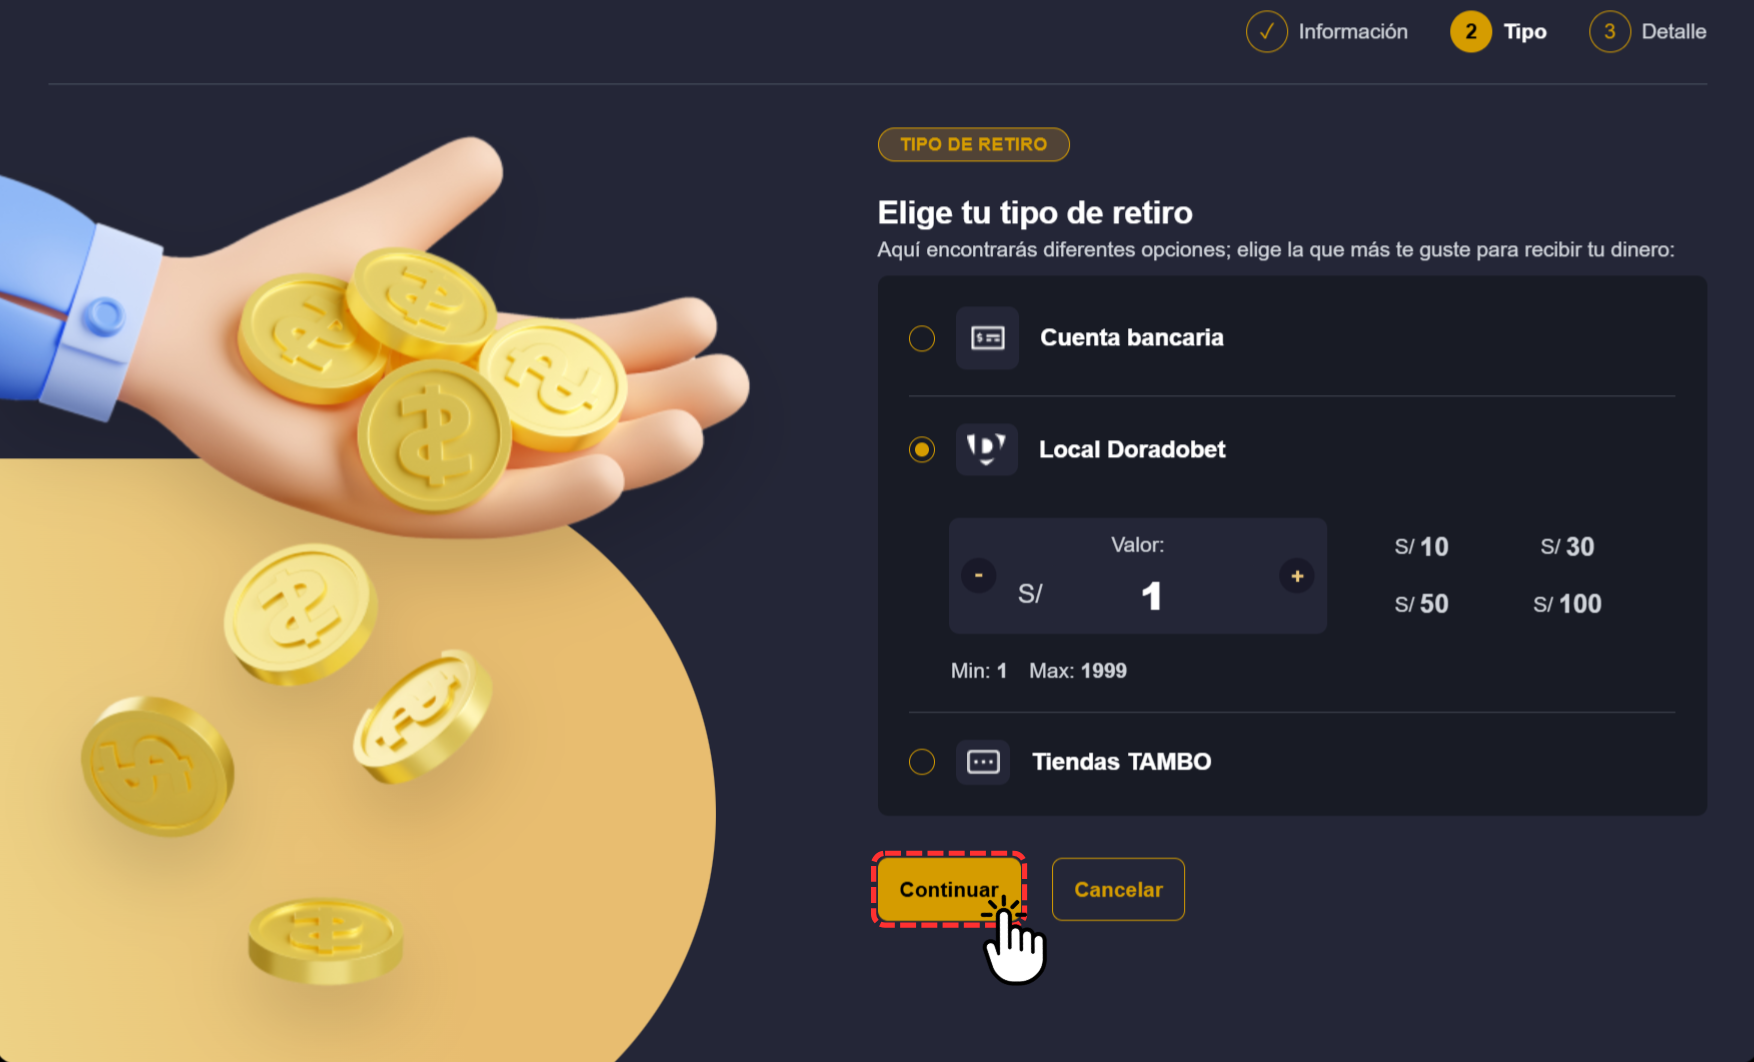 ✓ Información 2 Tipo 3 Detalle
TIPO DE RETIRO
Elige tu tipo de retiro
Aquí encontrarás diferentes opciones; elige la que más te guste para recibir tu dinero:
Cuenta bancaria
Local Doradobet
Valor:
- S/ 1 +
S/ 10 S/ 30
S/ 50 S/ 100
Min: 1 Max: 1999
Tiendas TAMBO
Continuar Cancelar